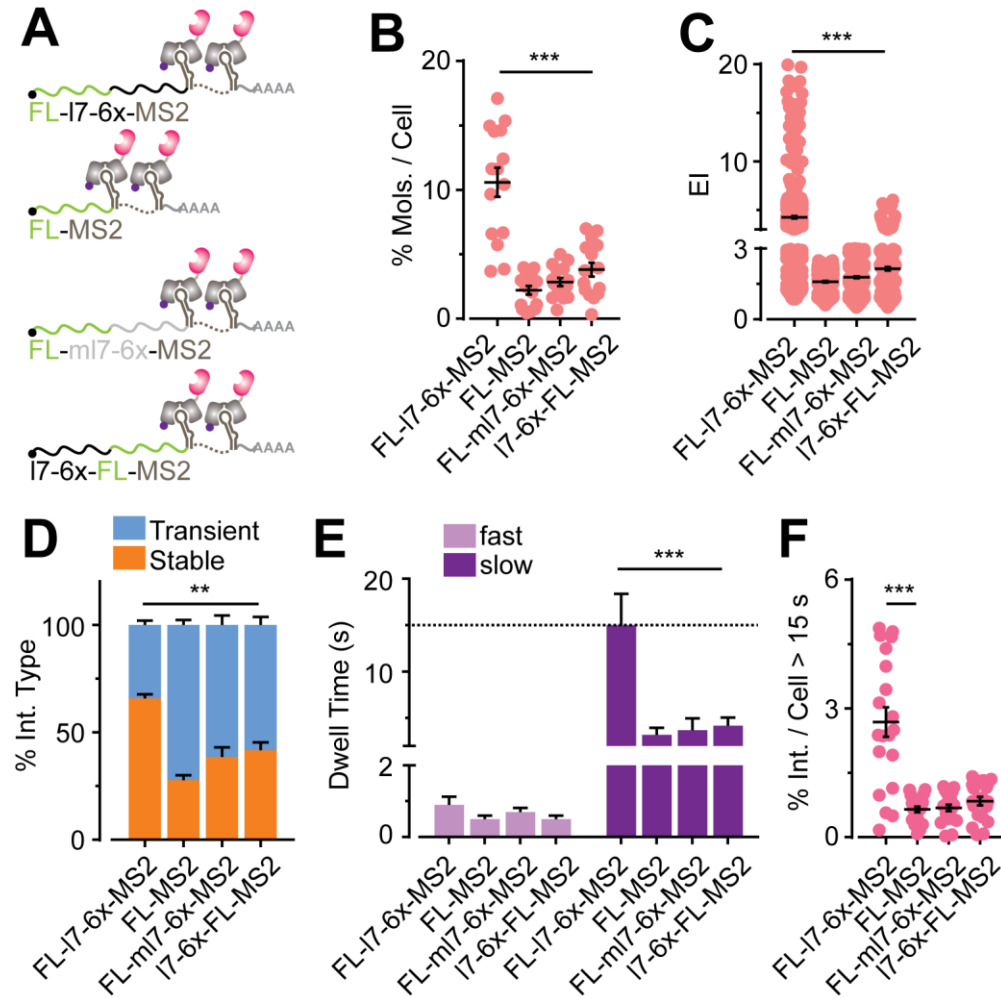 A
AAAA
FL-l7-6x-MS2
AAAA
FL-MS2
AAAA
FL-ml7-6x-MS2
AAAA
l7-6x-FL-MS2
B
% Mols. / Cell
20
10
0
***
FL-l7-6x-MS2
FL-MS2
FL-ml7-6x-MS2
l7-6x-FL-MS2
C
EI
20
10
3
0
***
FL-l7-6x-MS2
FL-MS2
FL-ml7-6x-MS2
l7-6x-FL-MS2
D
Transient
Stable
% Int. Type
100
50
0
**
FL-l7-6x-MS2
FL-MS2
FL-ml7-6x-MS2
l7-6x-FL-MS2
E
fast
slow
Dwell Time (s)
20
10
2
0
***
FL-l7-6x-MS2
FL-MS2
FL-ml7-6x-MS2
l7-6x-FL-MS2
FL-l7-6x-MS2
FL-MS2
FL-ml7-6x-MS2
l7-6x-FL-MS2
F
% Int. / Cell > 15 s
6
3
0
***
FL-l7-6x-MS2
FL-MS2
FL-ml7-6x-MS2
l7-6x-FL-MS2